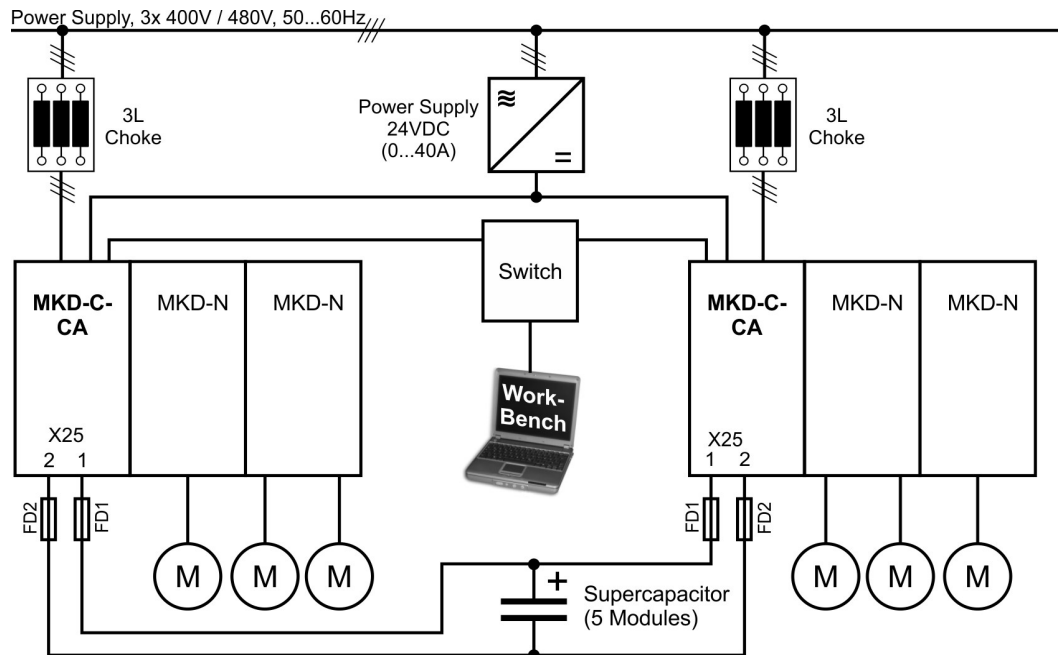 Power Supply, 3x 400V / 480V, 50...60Hz
3L
Choke
Power Supply
24VDC
(0...40A)
3L
Choke
MKD-C-
CA
MKD-N
MKD-N
Switch
MKD-C-
CA
MKD-N
MKD-N
Work-
Bench
X25
2 1
X25
1 2
FD2
FD1
FD1
FD2
M
M
M
M
M
M
+
Supercapacitor
(5 Modules)